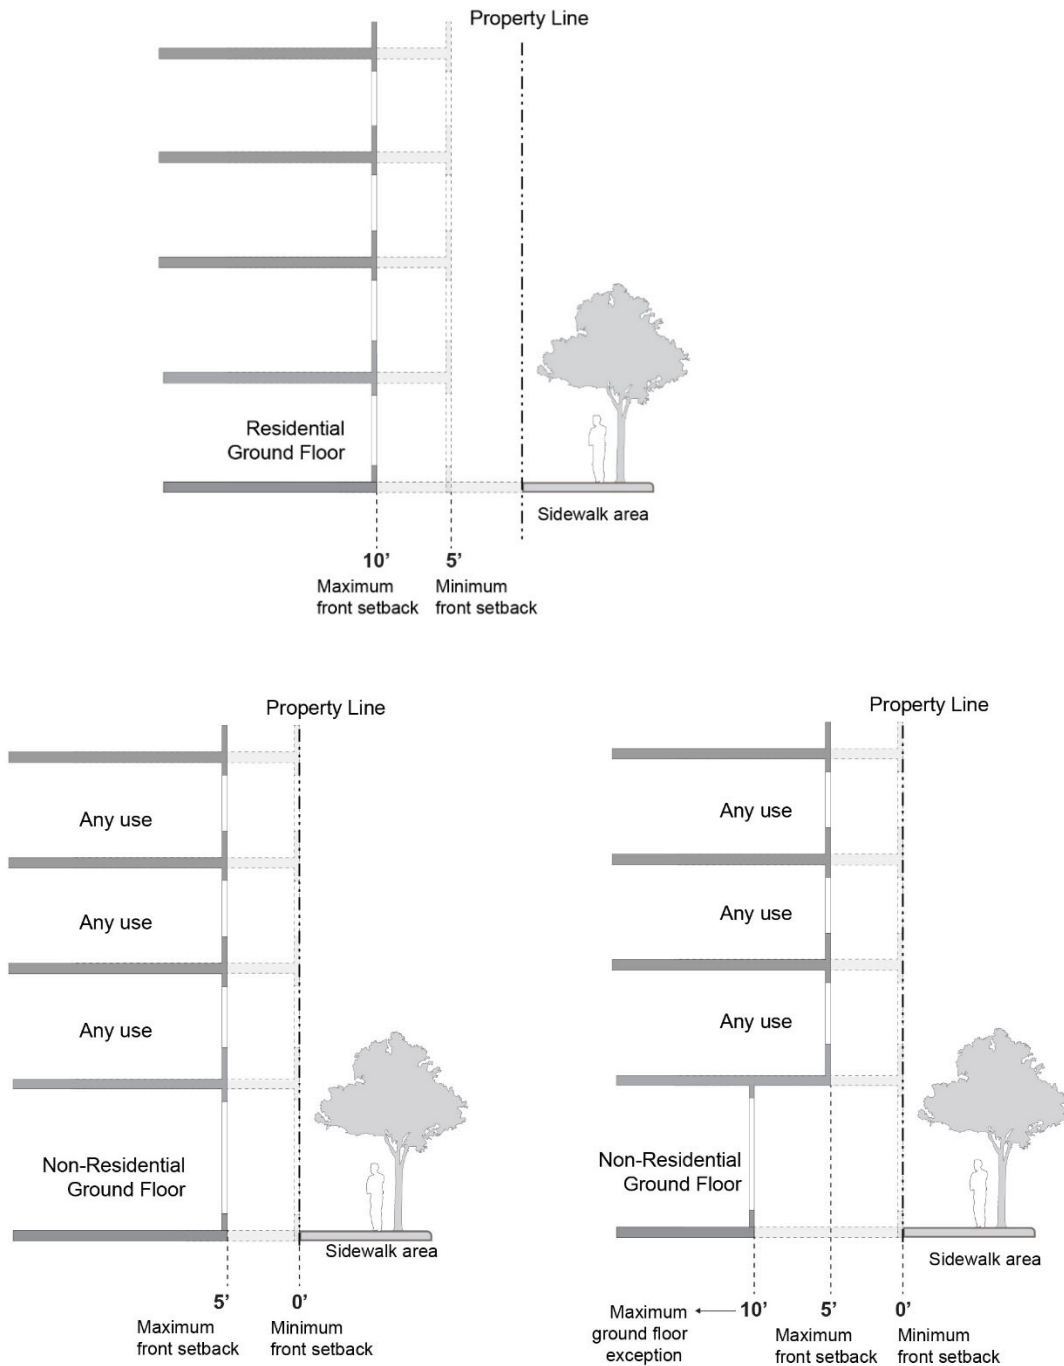 Property Line
Residential
Ground Floor
Sidewalk area
10’ 5’
Maximum Minimum
front setback front setback
Property Line
Any use
Any use
Any use
Non-Residential
Ground Floor
Sidewalk area
5’ 0’
Maximum Minimum
front setback front setback
Property Line
Any use
Any use
Any use
Non-Residential
Ground Floor
Sidewalk area
Maximum 10’ 5’ 0’
ground floor Maximum Minimum
exception front setback front setback